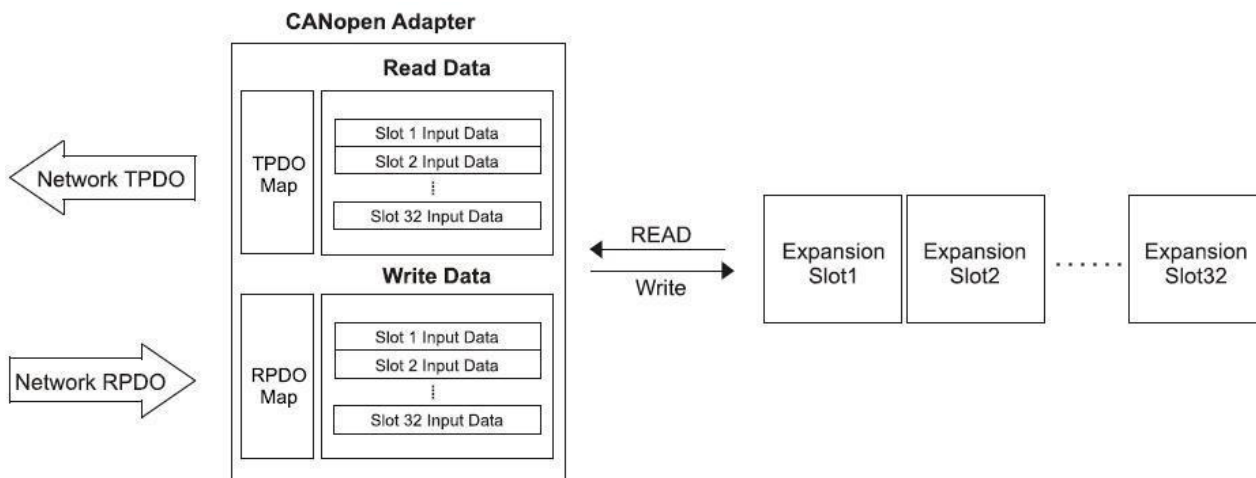 CANopen Adapter
Read Data
TPDO
Map
Slot 1 Input Data
Slot 2 Input Data
Slot 32 Input Data
Network TPDO
READ
Write
Expansion
Slot1
Expansion
Slot2
Expansion
Slot32
Write Data
RPDO
Map
Slot 1 Input Data
Slot 2 Input Data
Slot 32 Input Data
Network RPDO